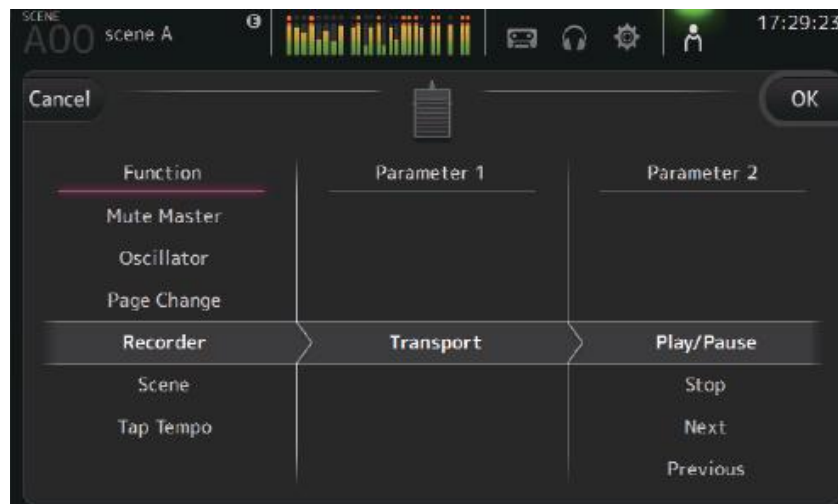 SCENE
A00 scene A
E
17:29:23
Cancel
OK
Function
Parameter 1
Parameter 2
Mute Master
Oscillator
Page Change
Recorder
Transport
Play/Pause
Scene
Stop
Tap Tempo
Next
Previous